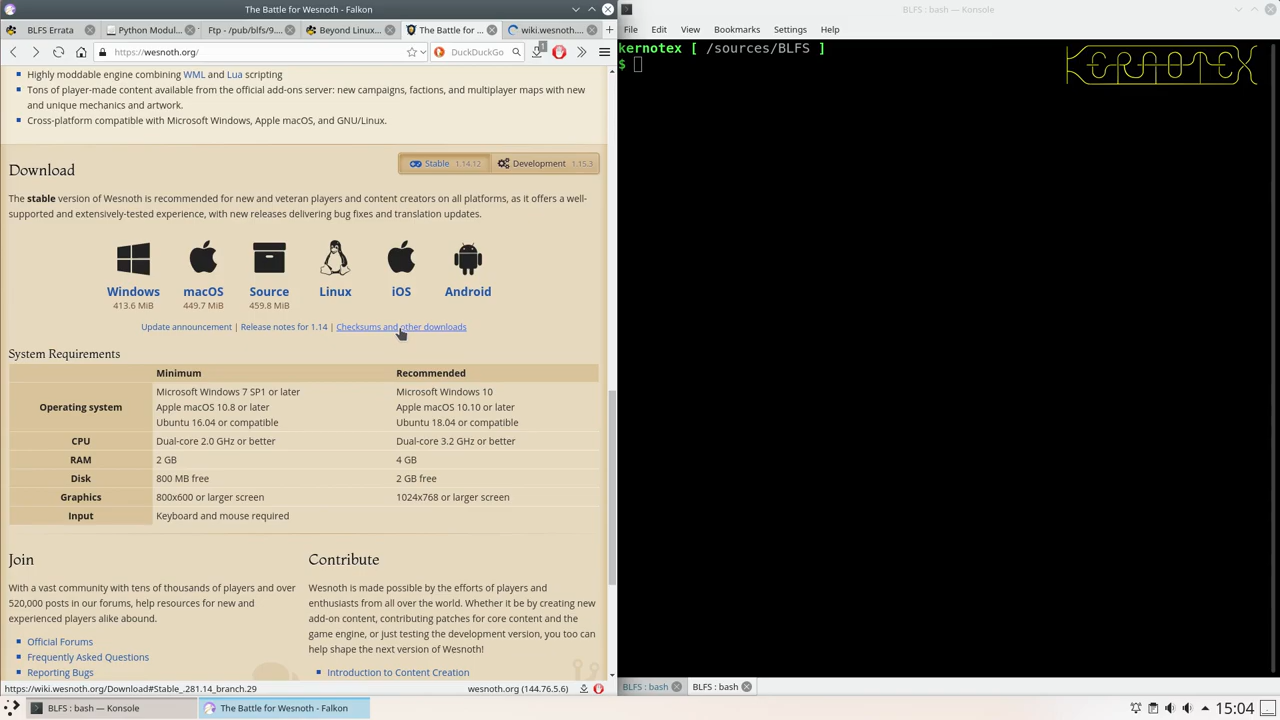 The Battle for Wesnoth - Falkon
BLFS : bash — Konsole
BLFS Errata
Python Modul...
Ftp - /pub/blfs/9....
Beyond Linux...
The Battle for ...
wiki.wesnoth....
https://wesnoth.org/
DuckDuckGo
1
File Edit View Bookmarks Settings Help
kernotex [ /sources/BLFS ]
$
KERNOTEX
Highly moddable engine combining WML and Lua scripting
Tons of player-made content available from the official add-ons server: new campaigns, factions, and multiplayer maps with new
and unique mechanics and artwork.
Cross-platform compatible with Microsoft Windows, Apple macOS, and GNU/Linux.
Download
Stable 1.14.12
Development 1.15.3
The stable version of Wesnoth is recommended for new and veteran players and content creators on all platforms, as it offers a well-
supported and extensively-tested experience, with new releases delivering bug fixes and translation updates.
Windows macOS Source Linux iOS Android
413.6 MiB 449.7 MiB 459.8 MiB
Update announcement | Release notes for 1.14 | Checksums and other downloads
System Requirements
Minimum Recommended
Operating system
Microsoft Windows 7 SP1 or later
Apple macOS 10.8 or later
Ubuntu 16.04 or compatible
Microsoft Windows 10
Apple macOS 10.10 or later
Ubuntu 18.04 or compatible
CPU Dual-core 2.0 GHz or better Dual-core 3.2 GHz or better
RAM 2 GB 4 GB
Disk 800 MB free 2 GB free
Graphics 800x600 or larger screen 1024x768 or larger screen
Input Keyboard and mouse required
Join
With a vast community with tens of thousands of players and over
520,000 posts in our forums, help resources for new and
experienced players alike abound.
Official Forums
Frequently Asked Questions
Reporting Bugs
Contribute
Wesnoth is made possible by the efforts of players and
enthusiasts from all over the world. Whether it be creating new
add-on content, contributing patches for core content and the
game engine, or just testing the development version, you too can
help shape the next version of Wesnoth!
Introduction to Content Creation
https://wiki.wesnoth.org/Download#Stable_.281.14_branch.29
wesnoth.org (144.76.5.6)
BLFS : bash
BLFS : bash
BLFS : bash — Konsole
The Battle for Wesnoth - Falkon
15:04